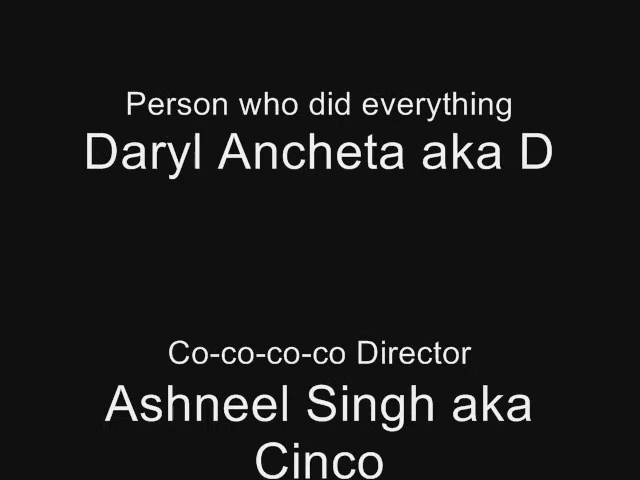 Person who did everything
Daryl Ancheta aka D
Co-co-co-co Director
Ashneel Singh aka
Cinco